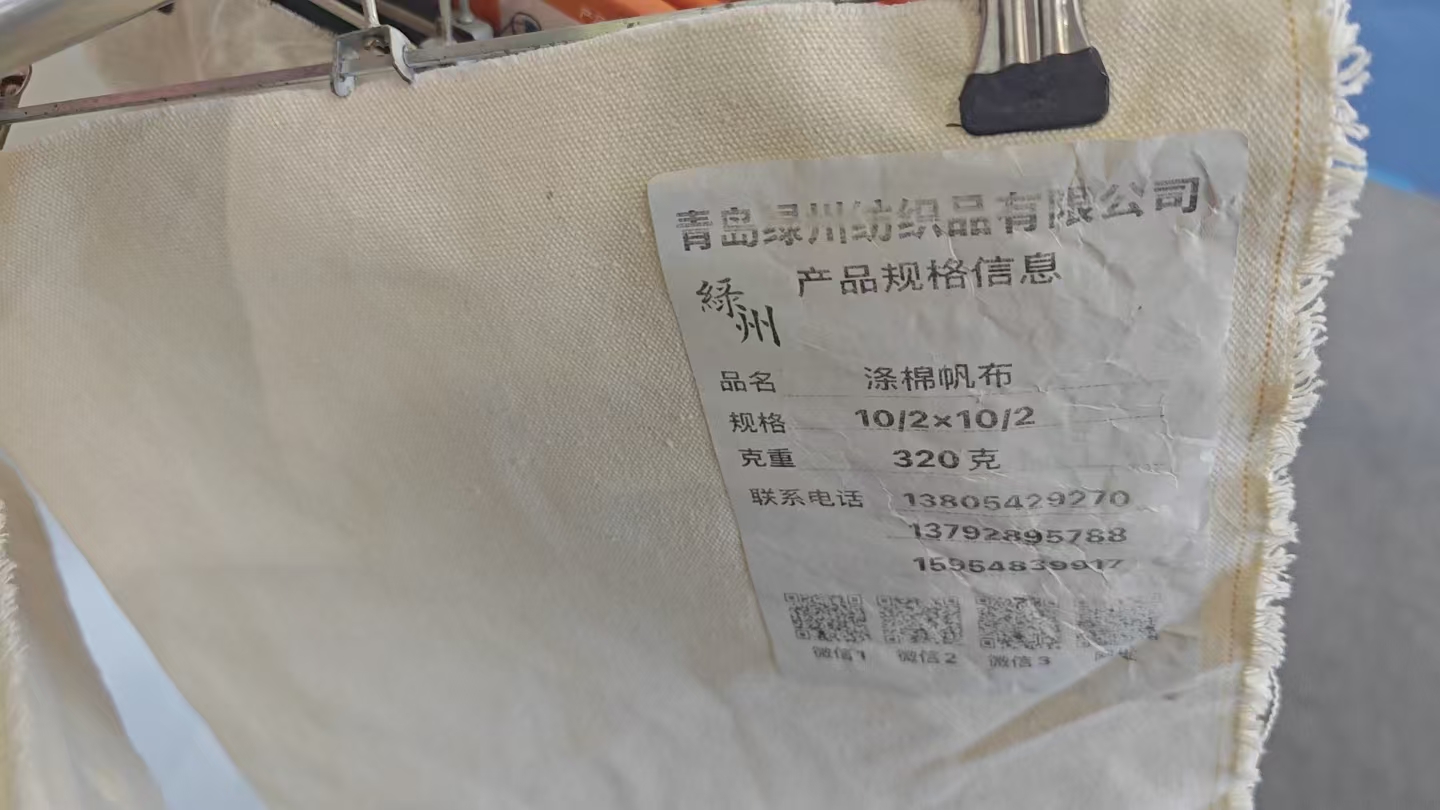 青岛绿州纺织品有限公司
产品规格信息
緑州
品名 涤棉帆布
规格 10/2×10/2
克重 320克
联系电话 13805429270
13792895788
15954839917
微信1 微信2 微信3